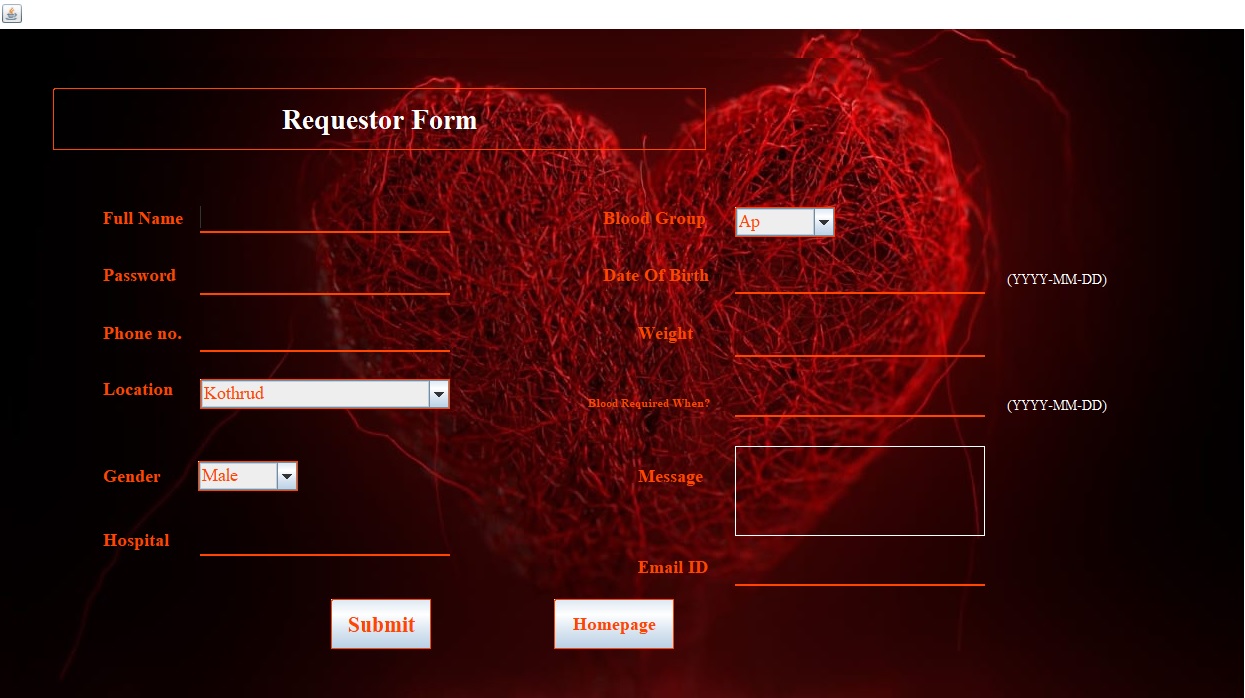 Requestor Form
Full Name
Blood Group
Ap
Password
Date Of Birth
(YYYY-MM-DD)
Phone no.
Weight
Location
Kothrud
Blood Required When?
(YYYY-MM-DD)
Gender
Male
Message
Hospital
Email ID
Submit
Homepage